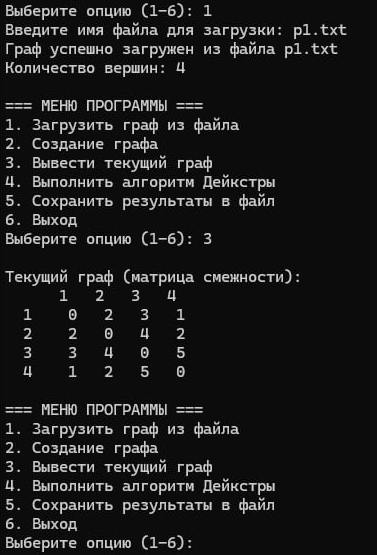 Выберите опцию (1-6): 1
Введите имя файла для загрузки: p1.txt
Граф успешно загружен из файла p1.txt
Количество вершин: 4
=== МЕНЮ ПРОГРАММЫ ===
1. Загрузить граф из файла
2. Создание графа
3. Вывести текущий граф
4. Выполнить алгоритм Дейкстры
5. Сохранить результаты в файл
6. Выход
Выберите опцию (1-6): 3
Текущий граф (матрица смежности):
1 2 3 4
1 0 2 3 1
2 2 0 4 2
3 3 4 0 5
4 1 2 5 0
=== МЕНЮ ПРОГРАММЫ ===
1. Загрузить граф из файла
2. Создание графа
3. Вывести текущий граф
4. Выполнить алгоритм Дейкстры
5. Сохранить результаты в файл
6. Выход
Выберите опцию (1-6):